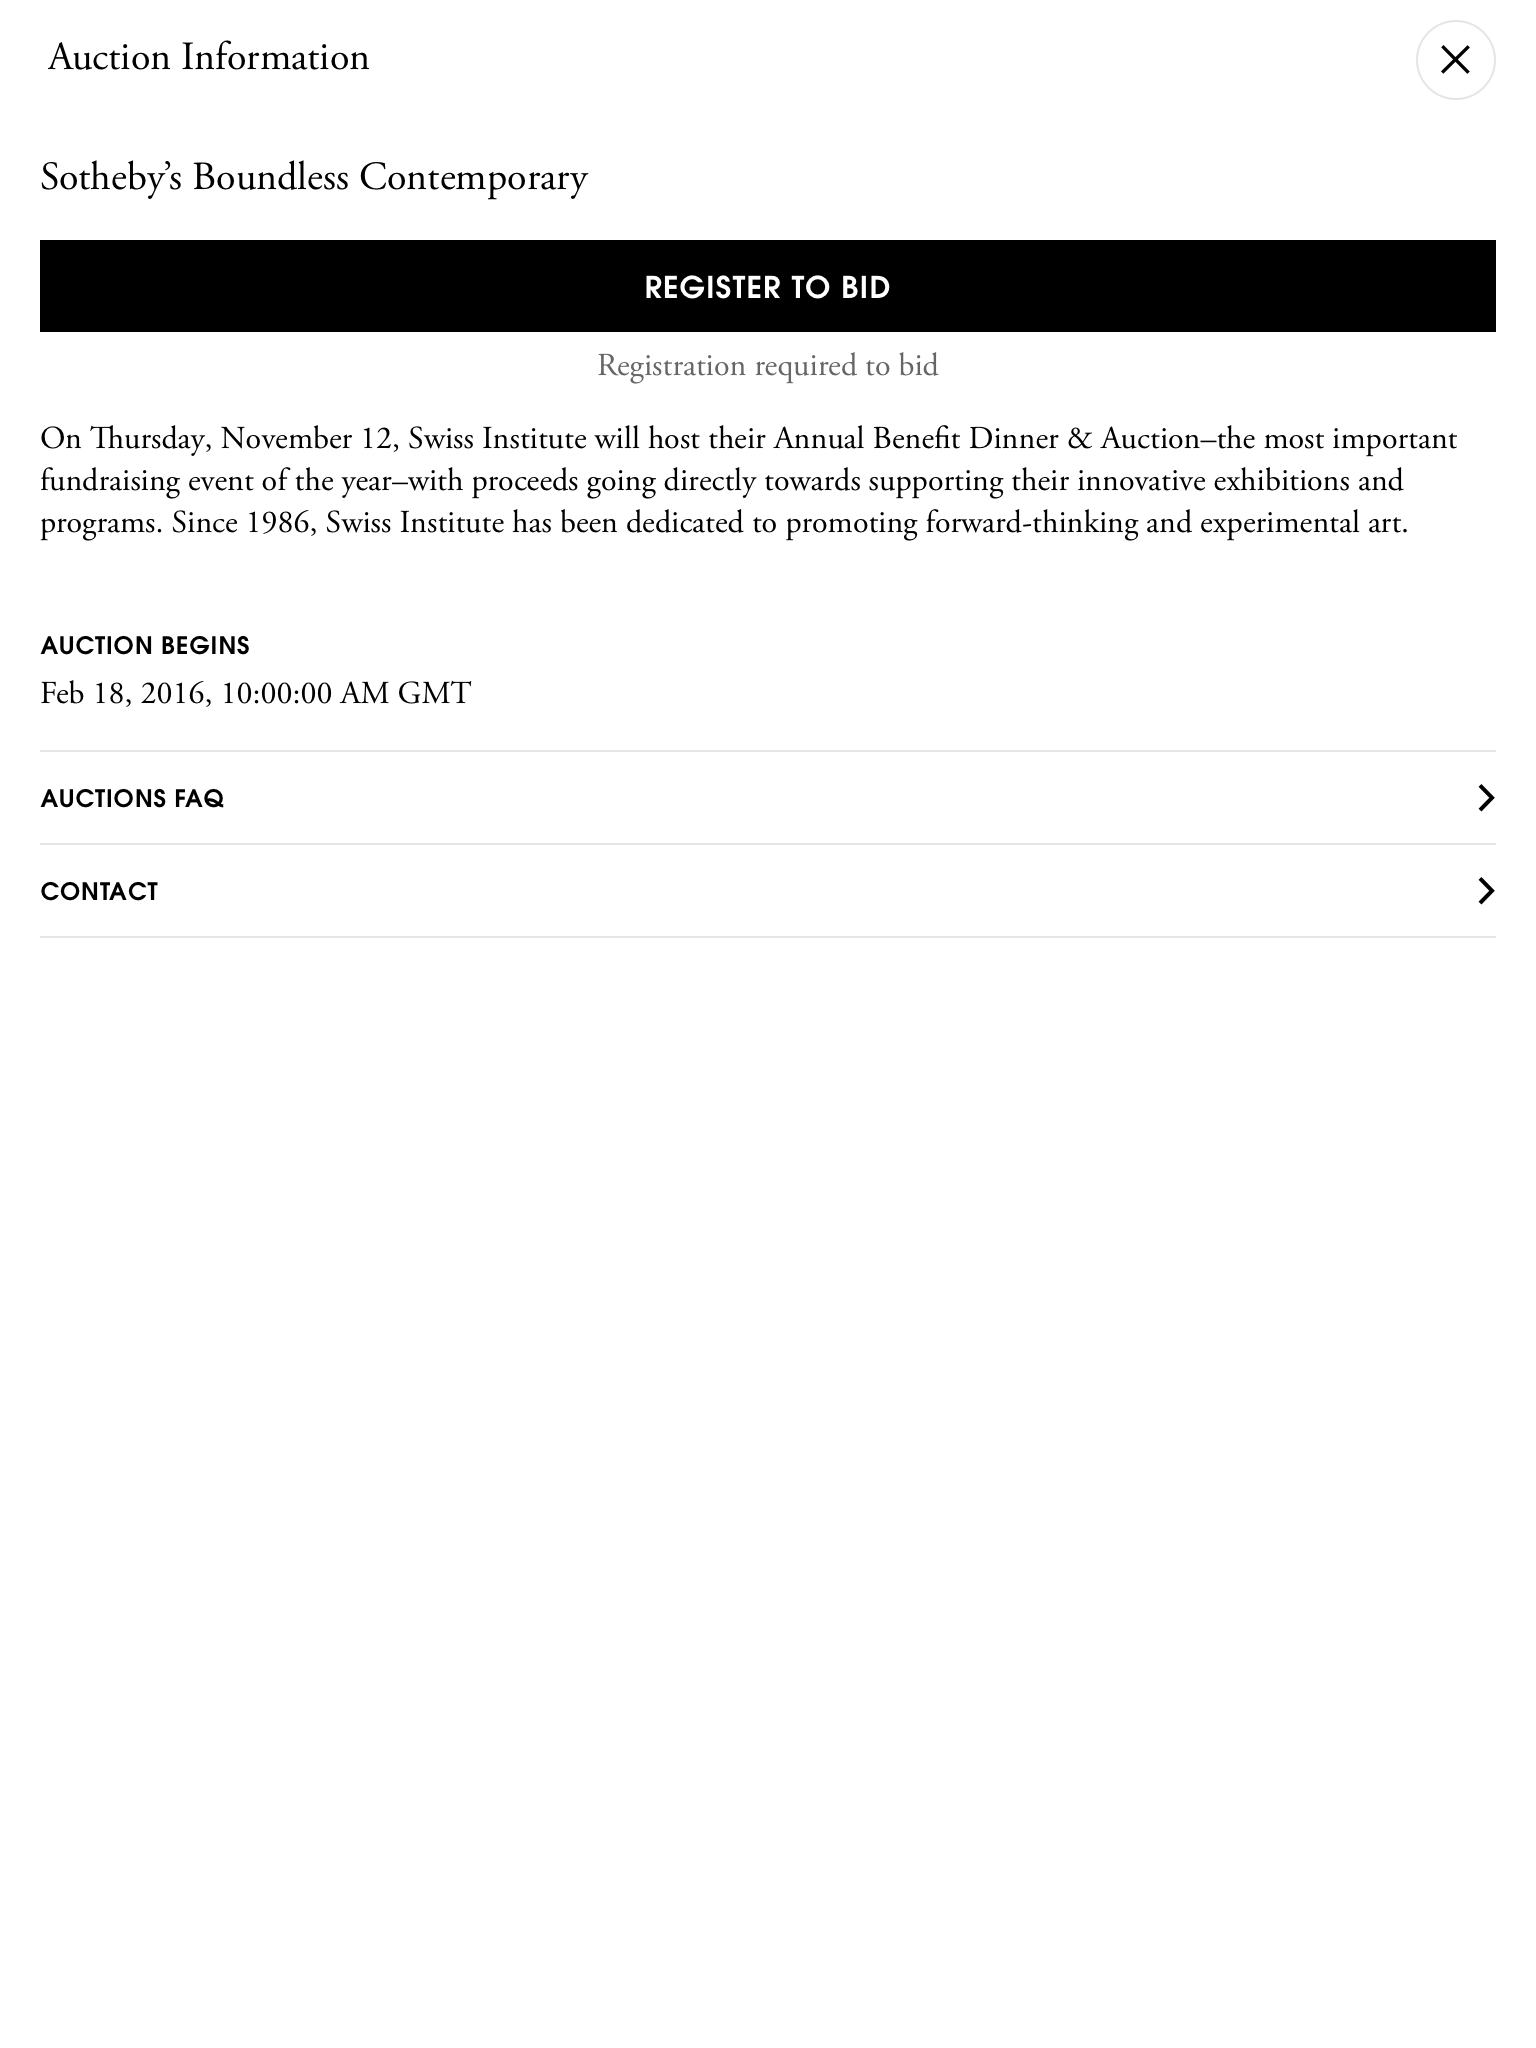 Auction Information
Sotheby’s Boundless Contemporary
REGISTER TO BID
Registration required to bid
On Thursday, November 12, Swiss Institute will host their Annual Benefit Dinner & Auction–the most important
fundraising event of the year–with proceeds going directly towards supporting their innovative exhibitions and
programs. Since 1986, Swiss Institute has been dedicated to promoting forward-thinking and experimental art.
AUCTION BEGINS
Feb 18, 2016, 10:00:00 AM GMT
AUCTIONS FAQ
CONTACT